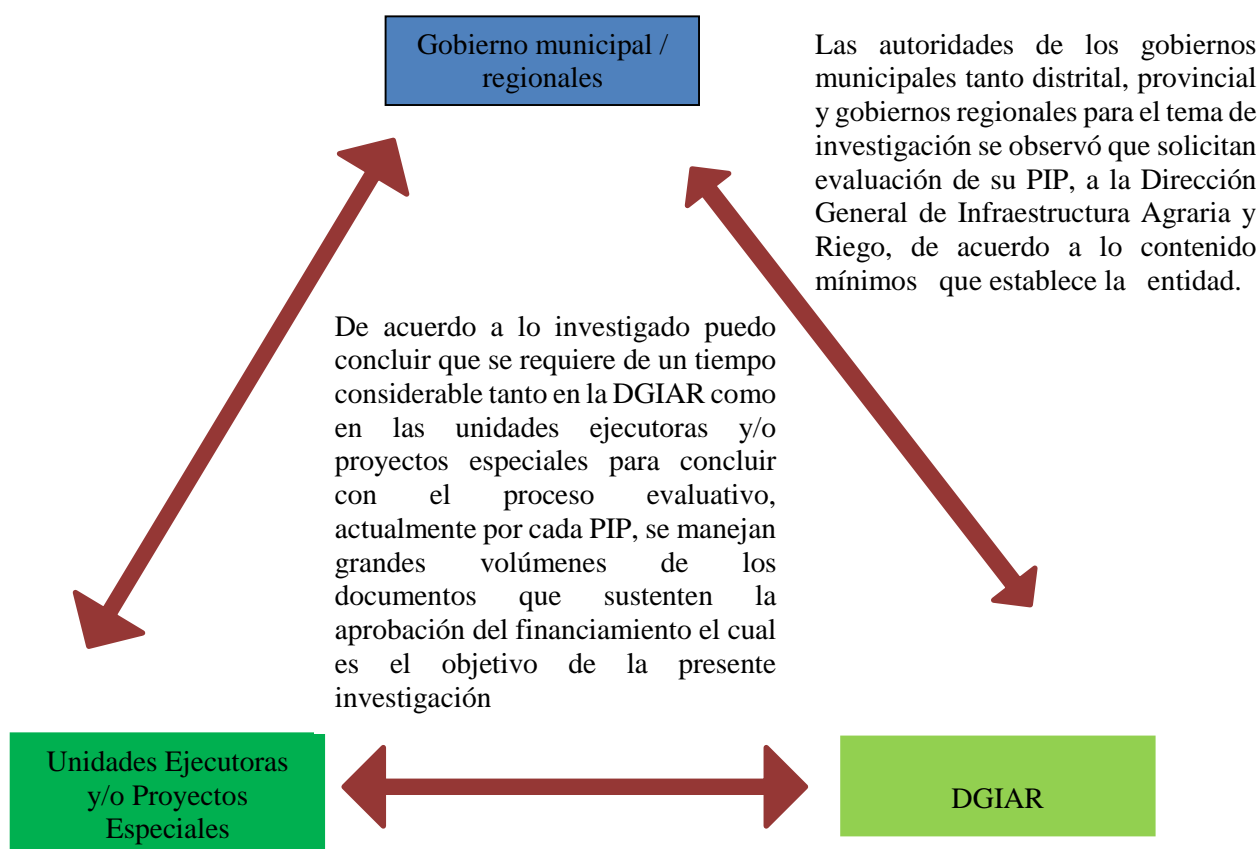 Gobierno municipal /
regionales
Las autoridades de los gobiernos
municipales tanto distrital, provincial
y gobiernos regionales para el tema de
investigación se observó que solicitan
evaluación de su PIP, a la Dirección
General de Infraestructura Agraria y
Riego, de acuerdo a lo contenido
mínimos que establece la entidad.
De acuerdo a lo investigado puedo
concluir que se requiere de un tiempo
considerable tanto en la DGIAR como
en las unidades ejecutoras y/o
proyectos especiales para concluir
con el proceso evaluativo,
actualmente por cada PIP, se manejan
grandes volúmenes de los
documentos que sustenten la
aprobación del financiamiento el cual
es el objetivo de la presente
investigación
Unidades Ejecutoras
y/o Proyectos
Especiales
DGIAR